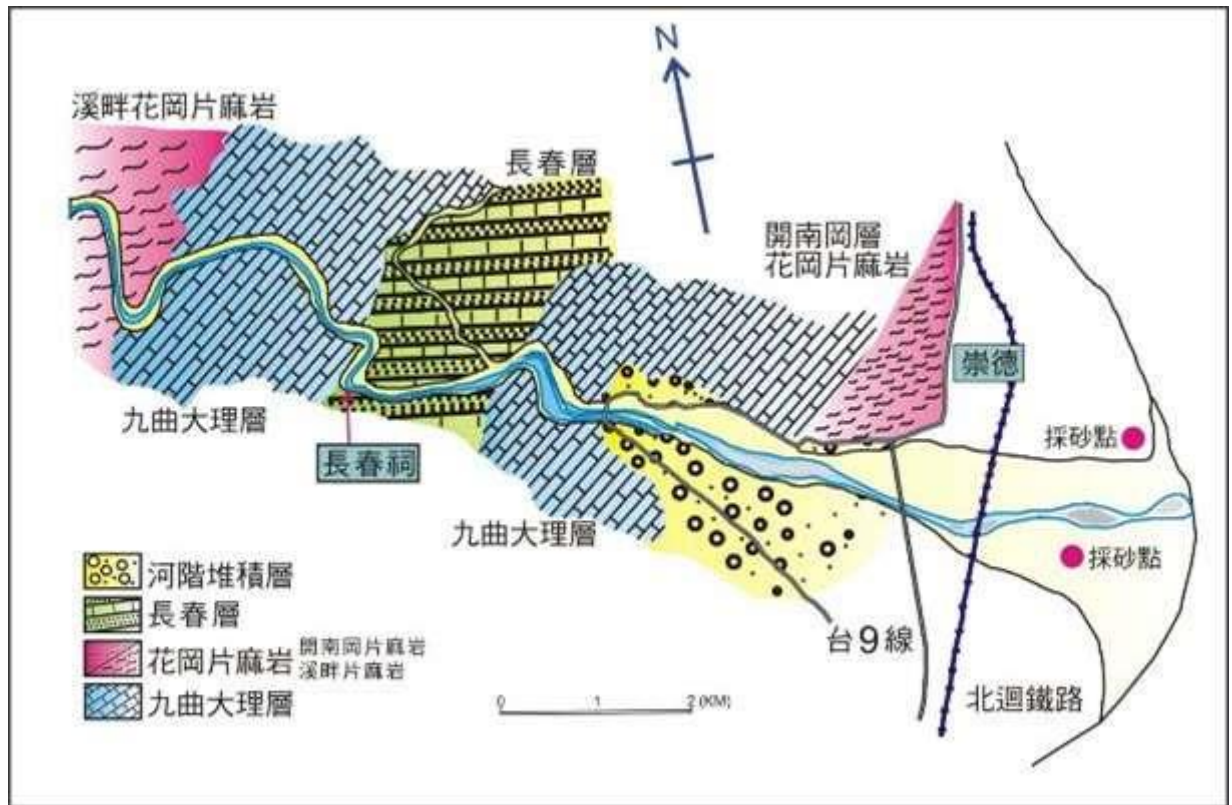 N
溪畔花岡片麻岩
長春層
開南岡層
花岡片麻岩
崇德
採砂點
九曲大理層
長春祠
九曲大理層
採砂點
台9線
北迴鐵路
河階堆積層
長春層
花岡片麻岩 開南岡片麻岩
溪畔片麻岩
九曲大理層
0 1 2 (KM)